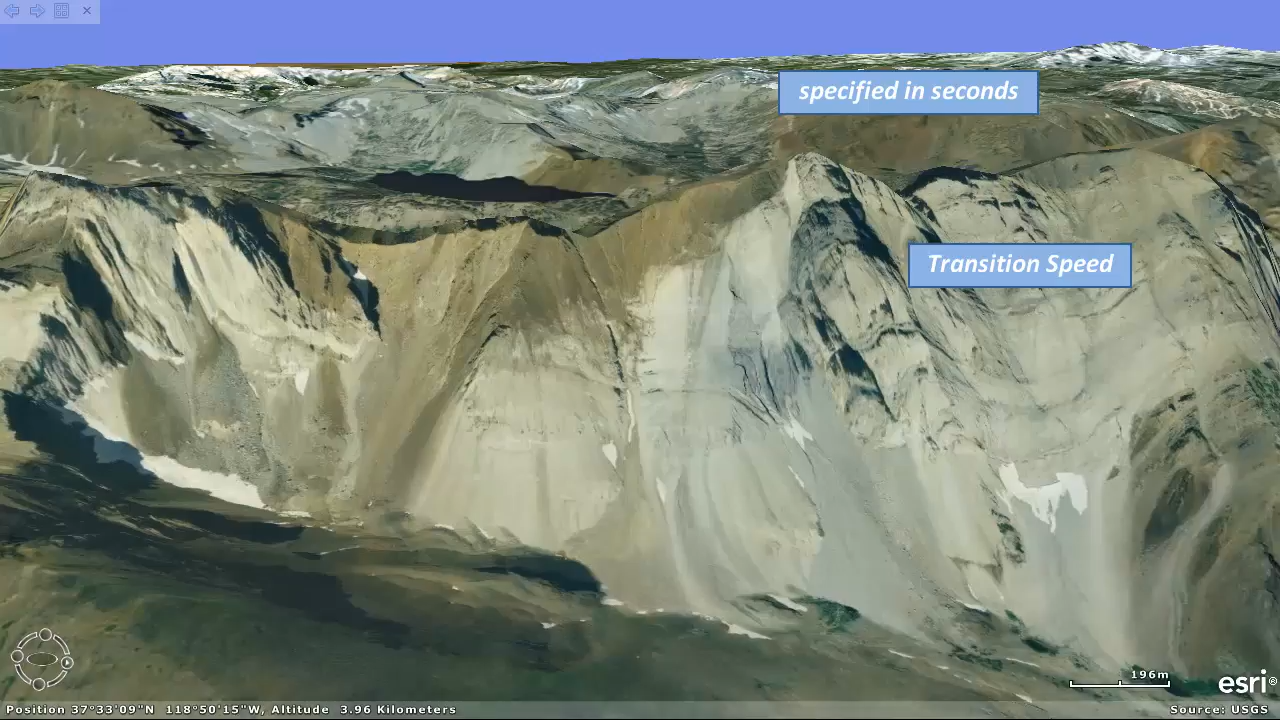 specified in seconds
Transition Speed
196m
esri©
Position 37°33'09"N 118°50'15"W, Altitude 3.96 Kilometers
Source: USGS